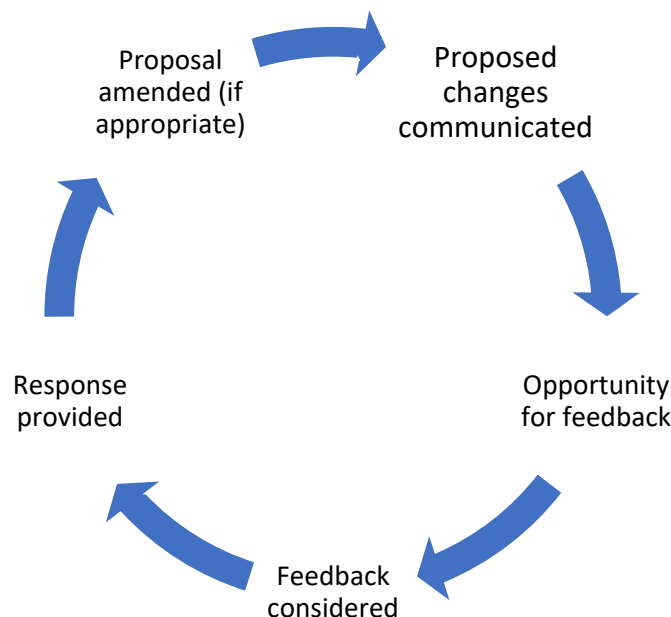 Proposed
changes
communicated
Opportunity
for feedback
Feedback
considered
Response
provided
Proposal
amended (if
appropriate)